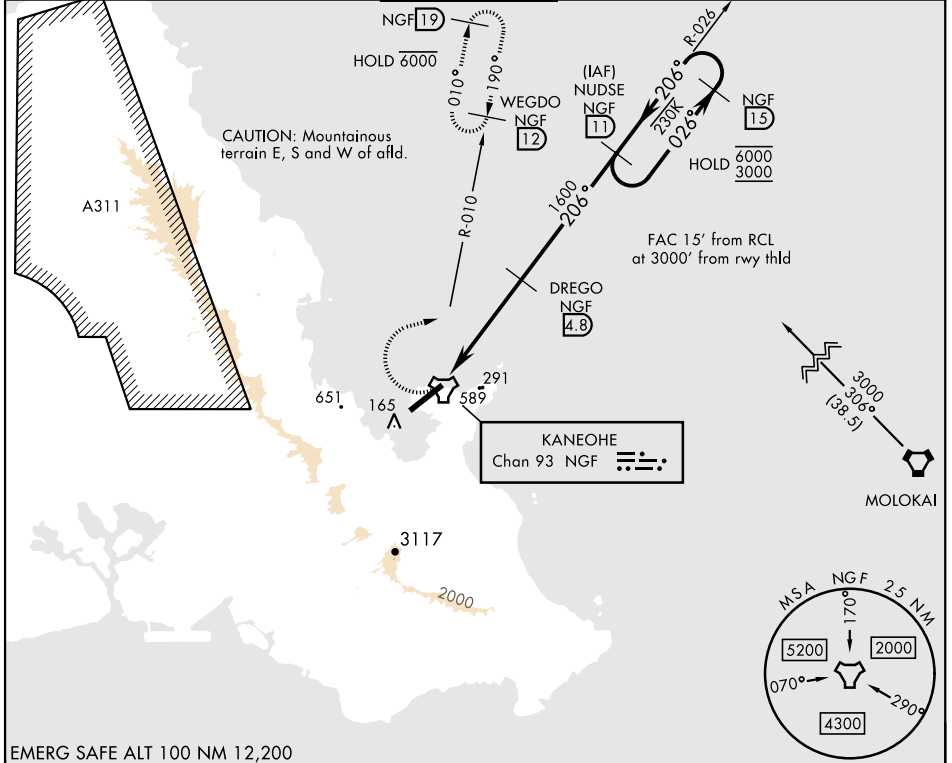 NGF 19
HOLD 6000
010°
190°
WEGDO
NGF
12
R-010
CAUTION: Mountainous
terrain E, S and W of afld.
A311
(IAF)
NUDSE
NGF
11
R-026
206°
230K
026°
NGF
15
HOLD 6000
3000
1600
206°
FAC 15' from RCL
at 3000' from rwy thld
DREGO
NGF
4.8
651
165
291
589
KANEOHE
Chan 93 NGF
3000
306°
(38.5)
MOLOKAI
3117
2000
MSA NGF 25 NM
170°
5200
2000
070°
290°
4300
EMERG SAFE ALT 100 NM 12,200